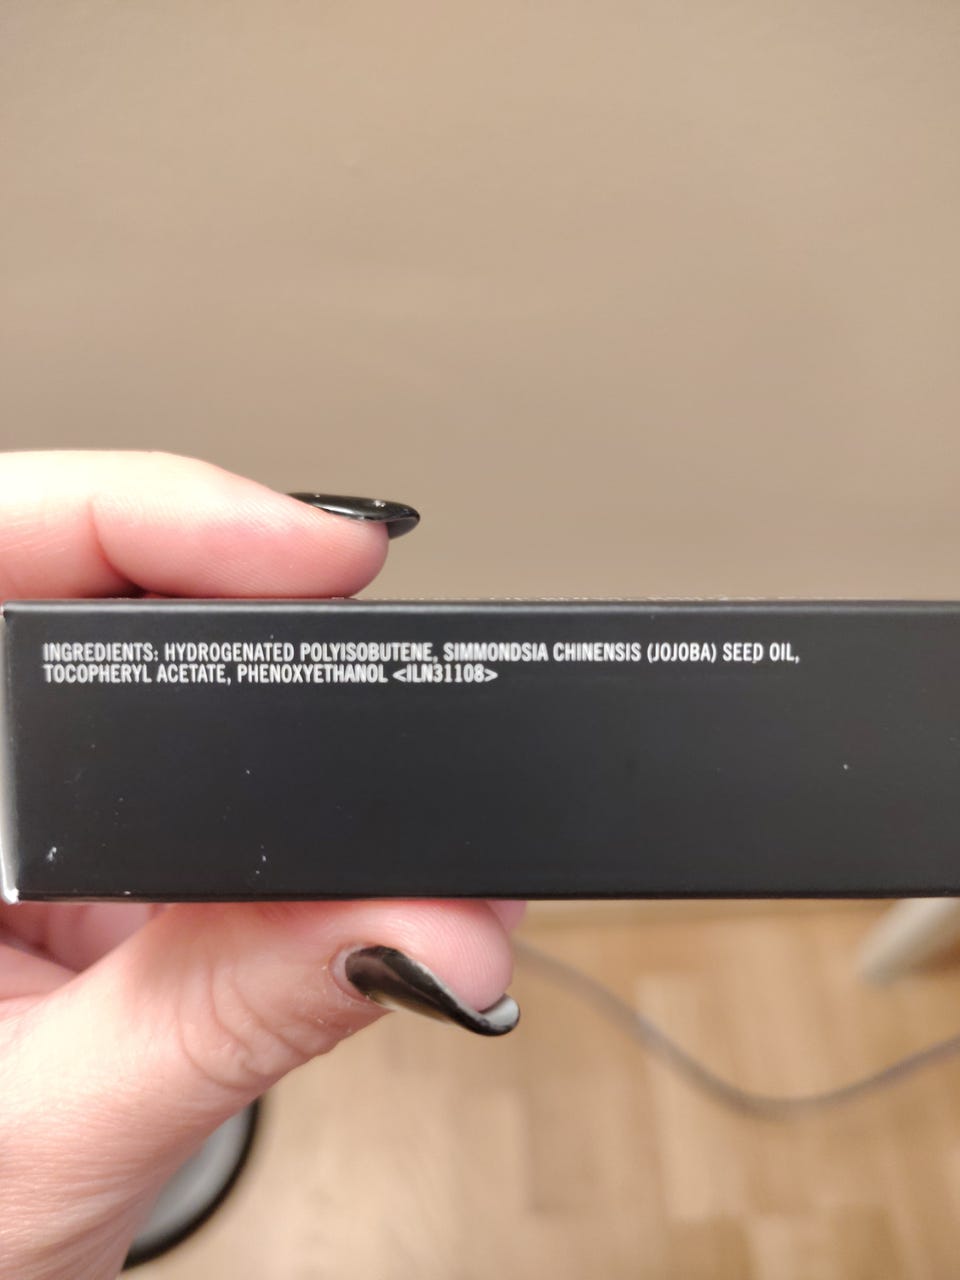 INGREDIENTS: HYDROGENATED POLYISOBUTENE, SIMMONDSIA CHINENSIS (JOJOBA) SEED OIL,
TOCOPHERYL ACETATE, PHENOXYETHANOL <ILN31108>